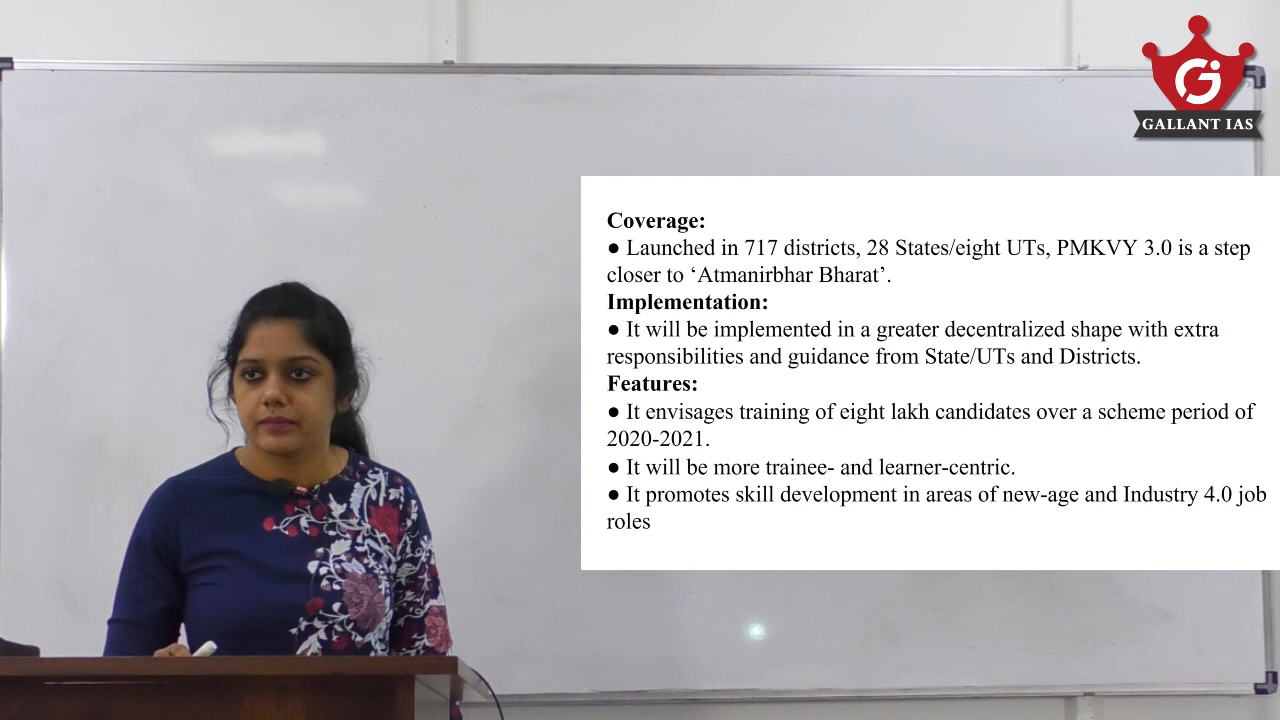 GALLANT IAS
Coverage:
● Launched in 717 districts, 28 States/eight UTs, PMKVY 3.0 is a step
closer to ‘Atmanirbhar Bharat’.
Implementation:
● It will be implemented in a greater decentralized shape with extra
responsibilities and guidance from State/UTs and Districts.
Features:
● It envisages training of eight lakh candidates over a scheme period of
2020-2021.
● It will be more trainee- and learner-centric.
● It promotes skill development in areas of new-age and Industry 4.0 job
roles